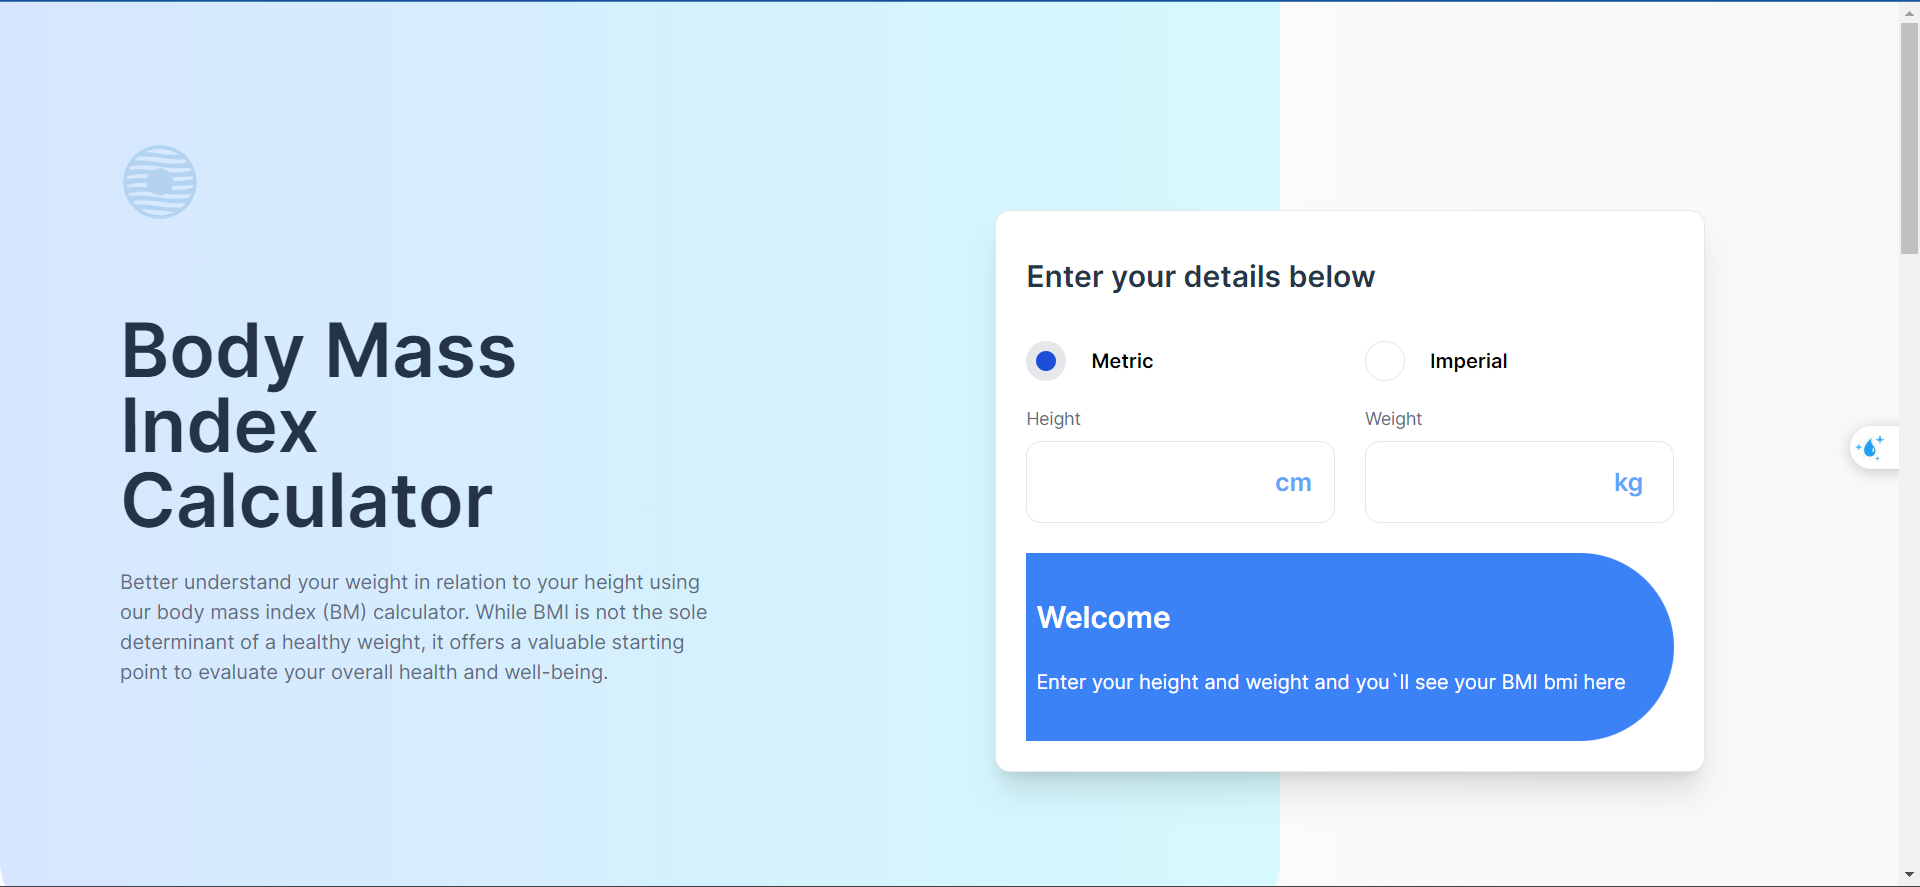 Body Mass
Index
Calculator
Better understand your weight in relation to your height using
our body mass index (BM) calculator. While BMI is not the sole
determinant of a healthy weight, it offers a valuable starting
point to evaluate your overall health and well-being.
Enter your details below
Metric
Imperial
Height
Weight
cm
kg
Welcome
Enter your height and weight and you`ll see your BMI bmi here